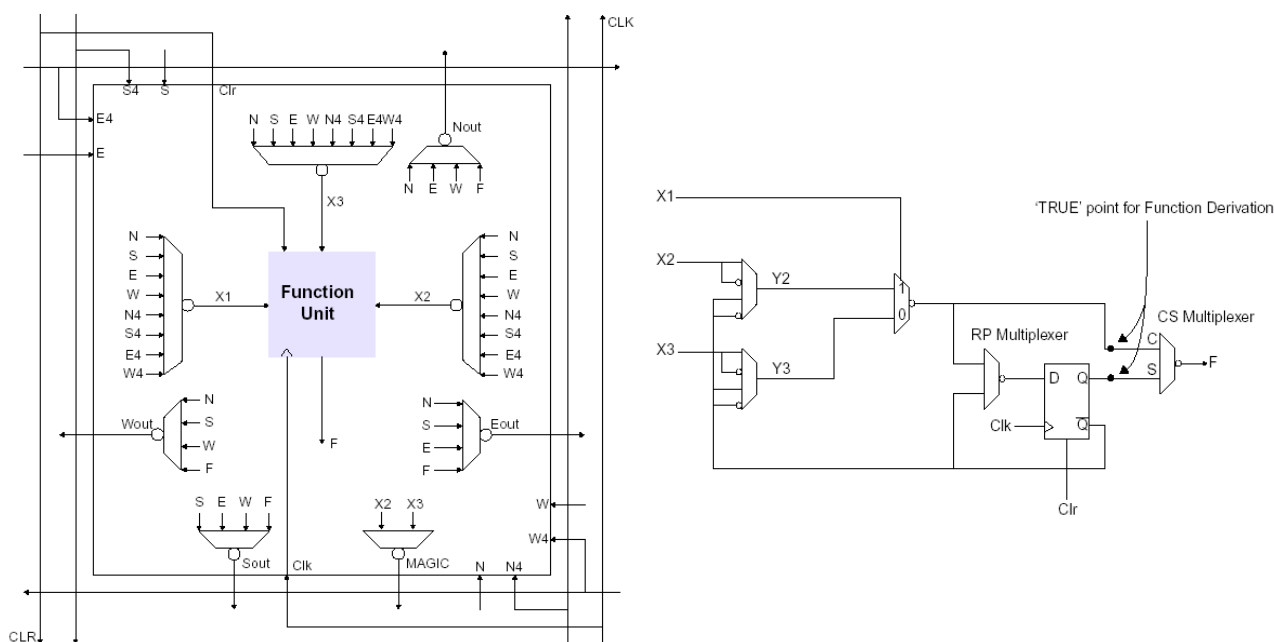 CLK
S4 S Clr
E4
E
N S E W N4 S4 E4 W4
Nout
N E W F
X3
N
S
E
W
N4
S4
E4
W4
X1
Function
Unit
X2
N
S
E
W
N4
S4
E4
W4
Wout
N
S
W
F
F
N
S
E
F
Eout
S E W F
Sout
X2 X3
MAGIC
Clk
W
W4
N N4
CLR
X1
'TRUE' point for Function Derivation
X2
Y2
1
0
X3
Y3
RP Multiplexer
CS Multiplexer
C
S
F
D Q
Clk
Q
Clr